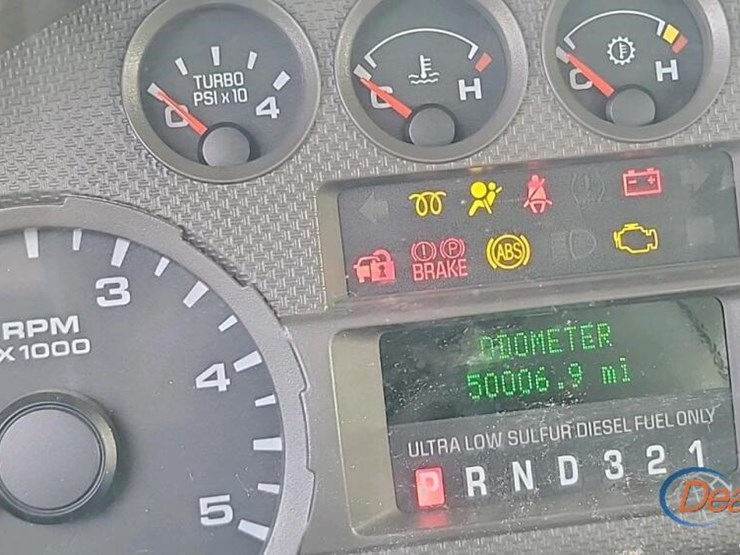 TURBO
PSI x 10
0 4
C H
C H
BRAKE
ABS
RPM
X 1000
3
4
5
ODOMETER
50006.9 mi
ULTRA LOW SULFUR DIESEL FUEL ONLY
P R N D 3 2 1